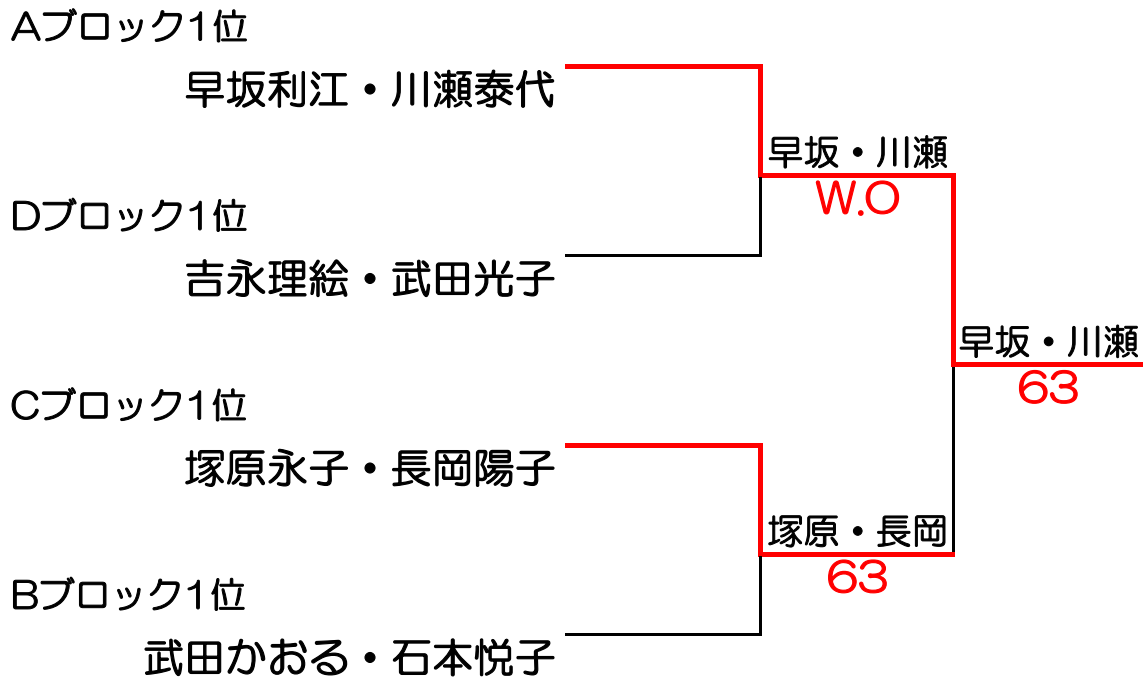 Aブロック1位
早坂利江・川瀬泰代
早坂・川瀬
W.O
Dブロック1位
吉永理絵・武田光子
早坂・川瀬
63
Cブロック1位
塚原永子・長岡陽子
塚原・長岡
63
Bブロック1位
武田かおる・石本悦子